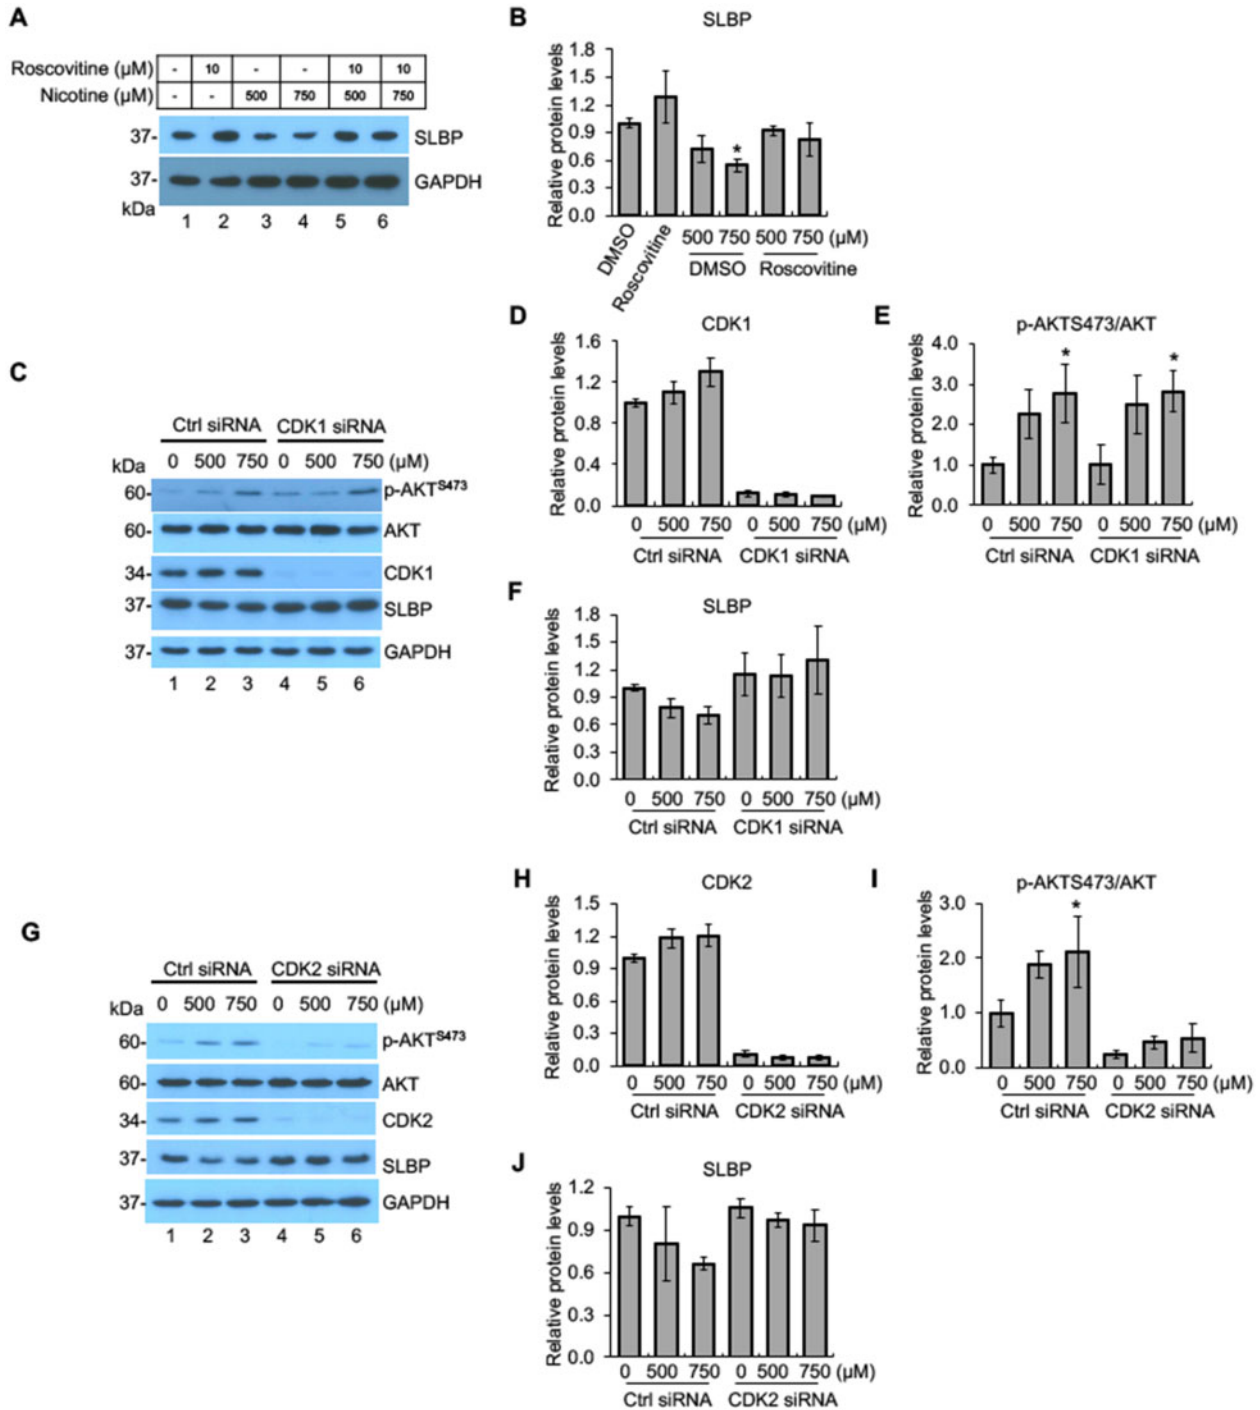 A
Roscovitine (µM) - 10 - - 10 10
Nicotine (µM) - - 500 750 500 750
37- SLBP
37- GAPDH
kDa
1 2 3 4 5 6
B
SLBP
Relative protein levels
1.8
1.5
1.2
0.9
0.6
0.3
0.0
*
DMSO
Roscovitine
500 750 500 750 (µM)
DMSO Roscovitine
C
Ctrl siRNA CDK1 siRNA
kDa 0 500 750 0 500 750 (µM)
60- p-AKTS473
60- AKT
34- CDK1
37- SLBP
37- GAPDH
1 2 3 4 5 6
D
CDK1
Relative protein levels
1.6
1.2
0.8
0.4
0.0
0 500 750 0 500 750 (µM)
Ctrl siRNA CDK1 siRNA
E
p-AKTS473/AKT
Relative protein levels
4.0
3.0
2.0
1.0
0.0
* *
0 500 750 0 500 750 (µM)
Ctrl siRNA CDK1 siRNA
F
SLBP
Relative protein levels
1.8
1.5
1.2
0.9
0.6
0.3
0.0
0 500 750 0 500 750 (µM)
Ctrl siRNA CDK1 siRNA
G
Ctrl siRNA CDK2 siRNA
kDa 0 500 750 0 500 750 (µM)
60- p-AKTS473
60- AKT
34- CDK2
37- SLBP
37- GAPDH
1 2 3 4 5 6
H
CDK2
Relative protein levels
1.5
1.2
0.9
0.6
0.3
0.0
0 500 750 0 500 750 (µM)
Ctrl siRNA CDK2 siRNA
I
p-AKTS473/AKT
Relative protein levels
3.0
2.0
1.0
0.0
*
0 500 750 0 500 750 (µM)
Ctrl siRNA CDK2 siRNA
J
SLBP
Relative protein levels
1.2
0.9
0.6
0.3
0.0
0 500 750 0 500 750 (µM)
Ctrl siRNA CDK2 siRNA